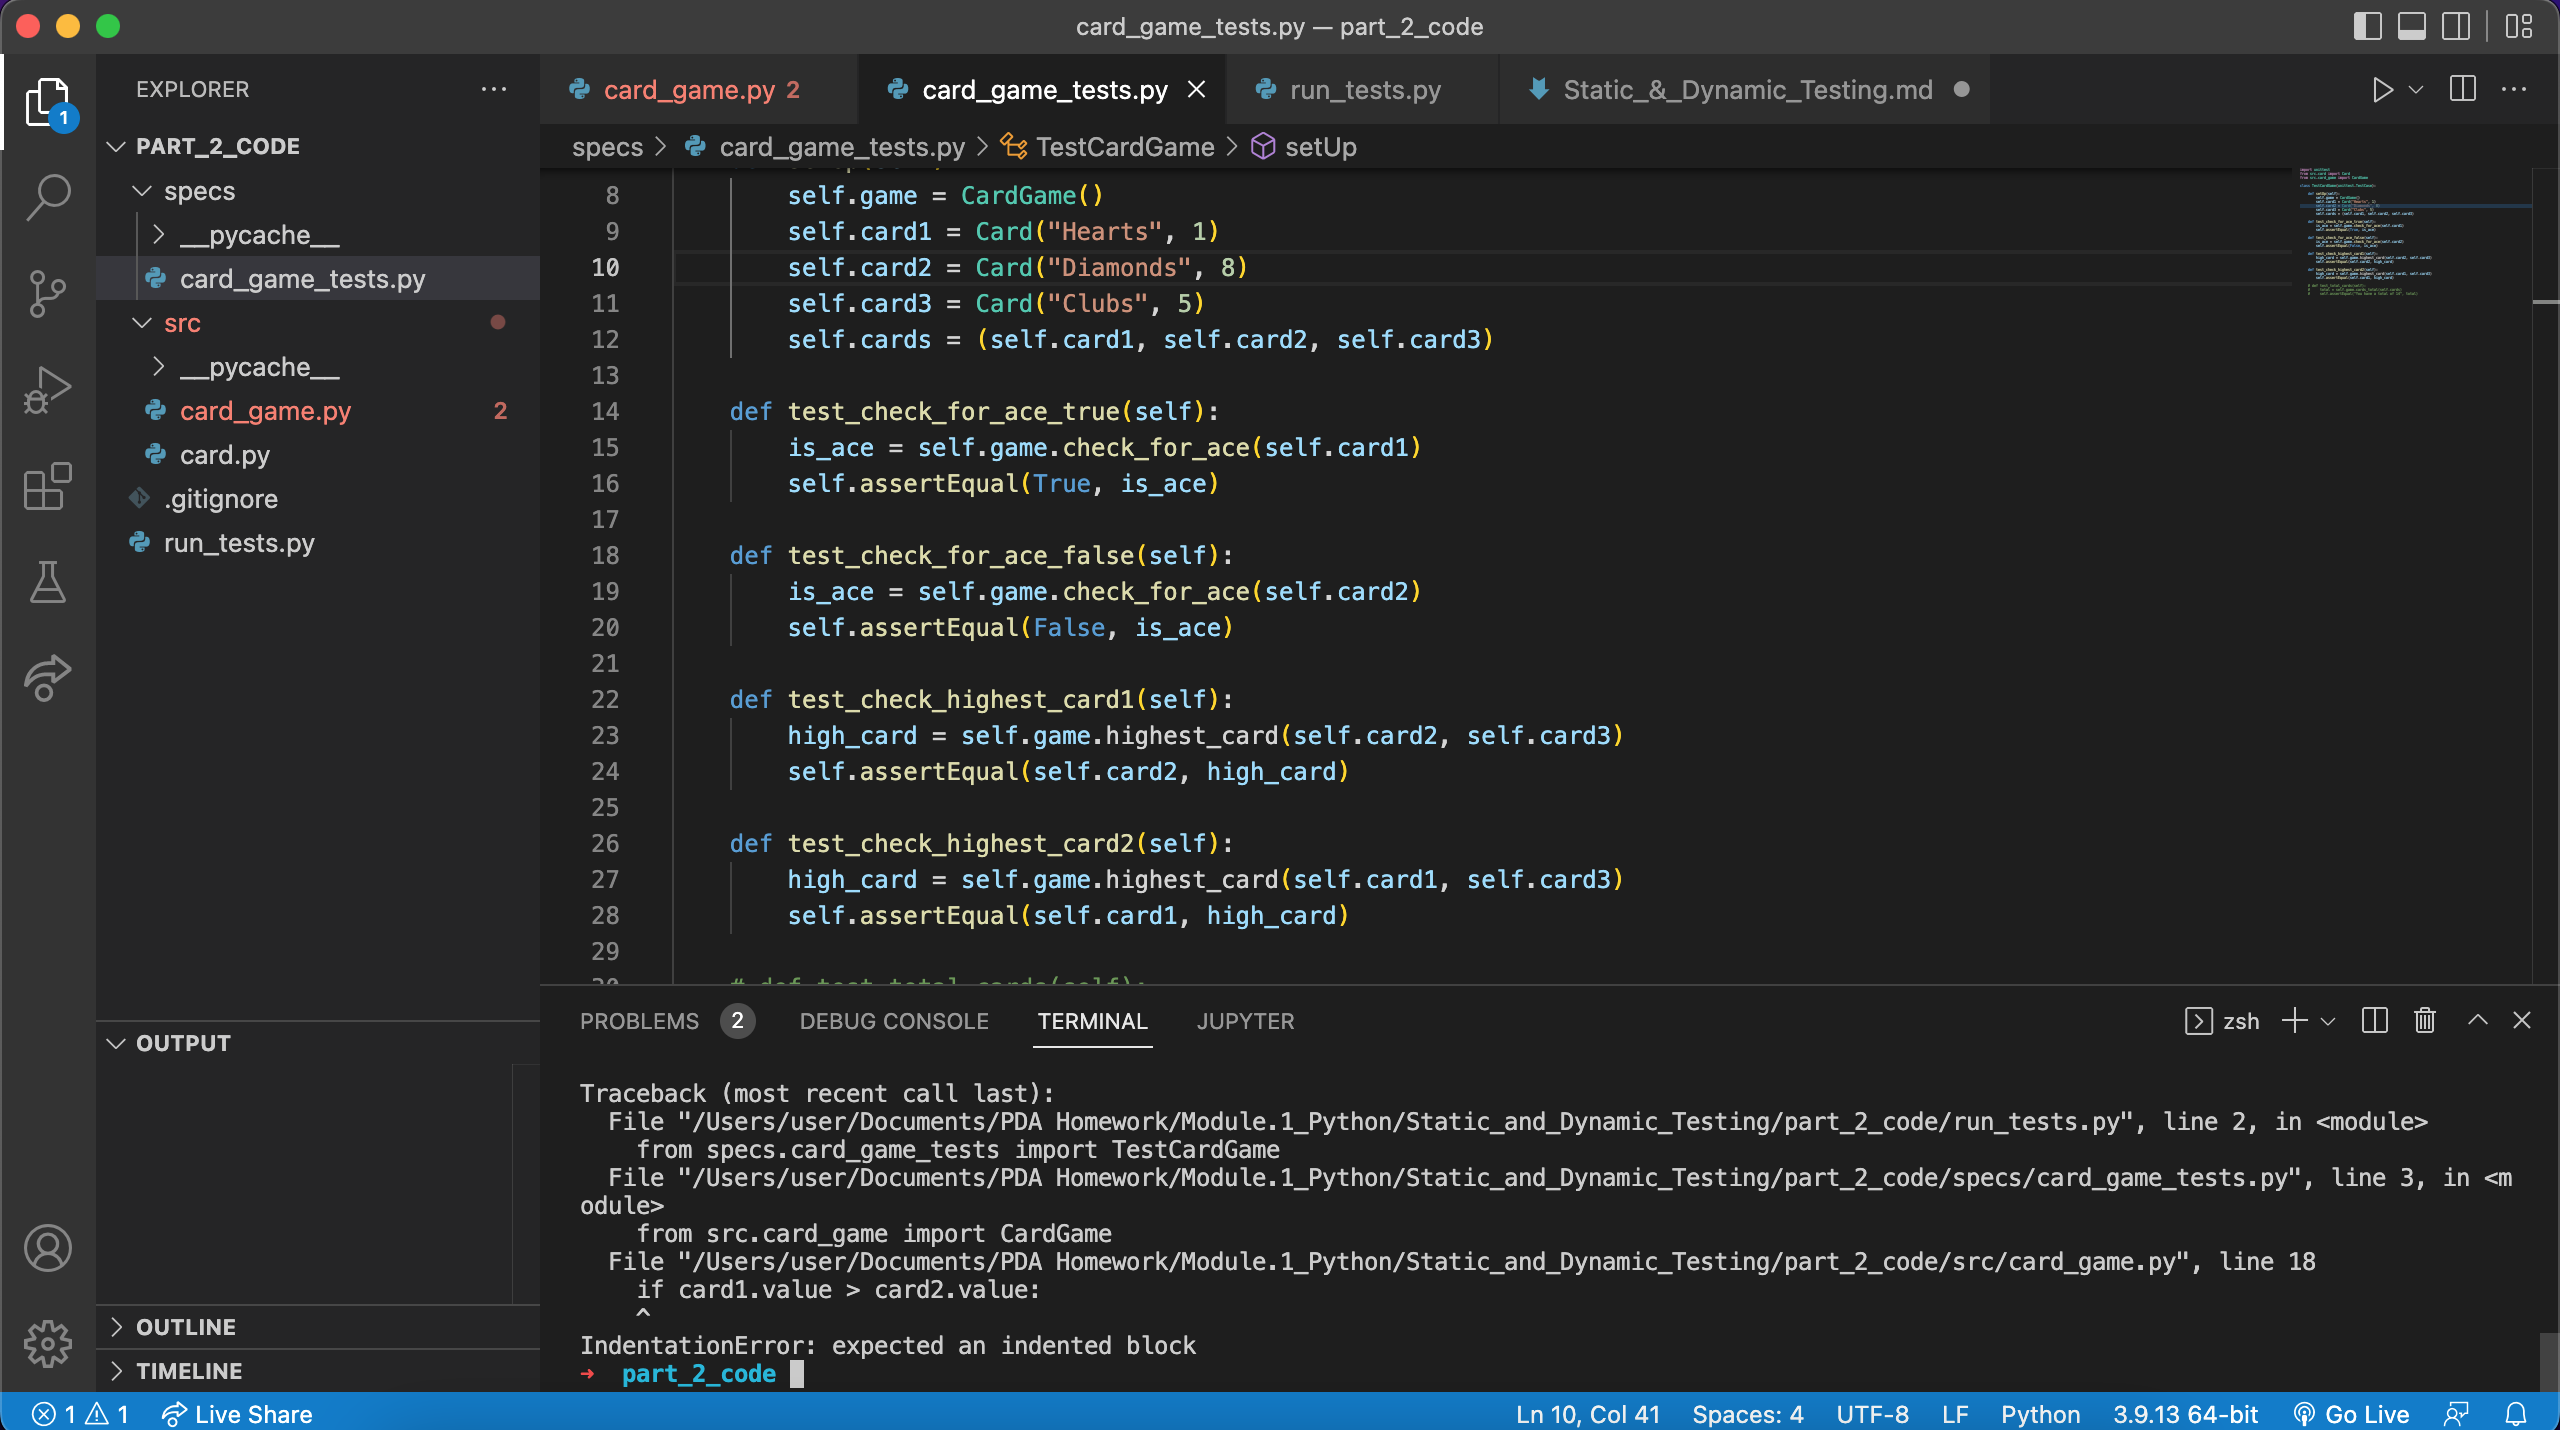 card_game_tests.py — part_2_code
EXPLORER
card_game.py 2
card_game_tests.py
run_tests.py
Static_&_Dynamic_Testing.md
1
PART_2_CODE
specs
__pycache__
card_game_tests.py
src
__pycache__
card_game.py 2
card.py
.gitignore
run_tests.py
OUTPUT
OUTLINE
TIMELINE
specs > card_game_tests.py > TestCardGame > setUp
8 self.game = CardGame()
9 self.card1 = Card("Hearts", 1)
10 self.card2 = Card("Diamonds", 8)
11 self.card3 = Card("Clubs", 5)
12 self.cards = (self.card1, self.card2, self.card3)
13
14 def test_check_for_ace_true(self):
15 is_ace = self.game.check_for_ace(self.card1)
16 self.assertEqual(True, is_ace)
17
18 def test_check_for_ace_false(self):
19 is_ace = self.game.check_for_ace(self.card2)
20 self.assertEqual(False, is_ace)
21
22 def test_check_highest_card1(self):
23 high_card = self.game.highest_card(self.card2, self.card3)
24 self.assertEqual(self.card2, high_card)
25
26 def test_check_highest_card2(self):
27 high_card = self.game.highest_card(self.card1, self.card3)
28 self.assertEqual(self.card1, high_card)
29
30 # def test_total_cards(self):
PROBLEMS 2 DEBUG CONSOLE TERMINAL JUPYTER
zsh
Traceback (most recent call last):
File "/Users/user/Documents/PDA Homework/Module.1_Python/Static_and_Dynamic_Testing/part_2_code/run_tests.py", line 2, in <module>
from specs.card_game_tests import TestCardGame
File "/Users/user/Documents/PDA Homework/Module.1_Python/Static_and_Dynamic_Testing/part_2_code/specs/card_game_tests.py", line 3, in <m
odule>
from src.card_game import CardGame
File "/Users/user/Documents/PDA Homework/Module.1_Python/Static_and_Dynamic_Testing/part_2_code/src/card_game.py", line 18
if card1.value > card2.value:
^
IndentationError: expected an indented block
➜ part_2_code
1 1 Live Share
Ln 10, Col 41 Spaces: 4 UTF-8 LF Python 3.9.13 64-bit Go Live